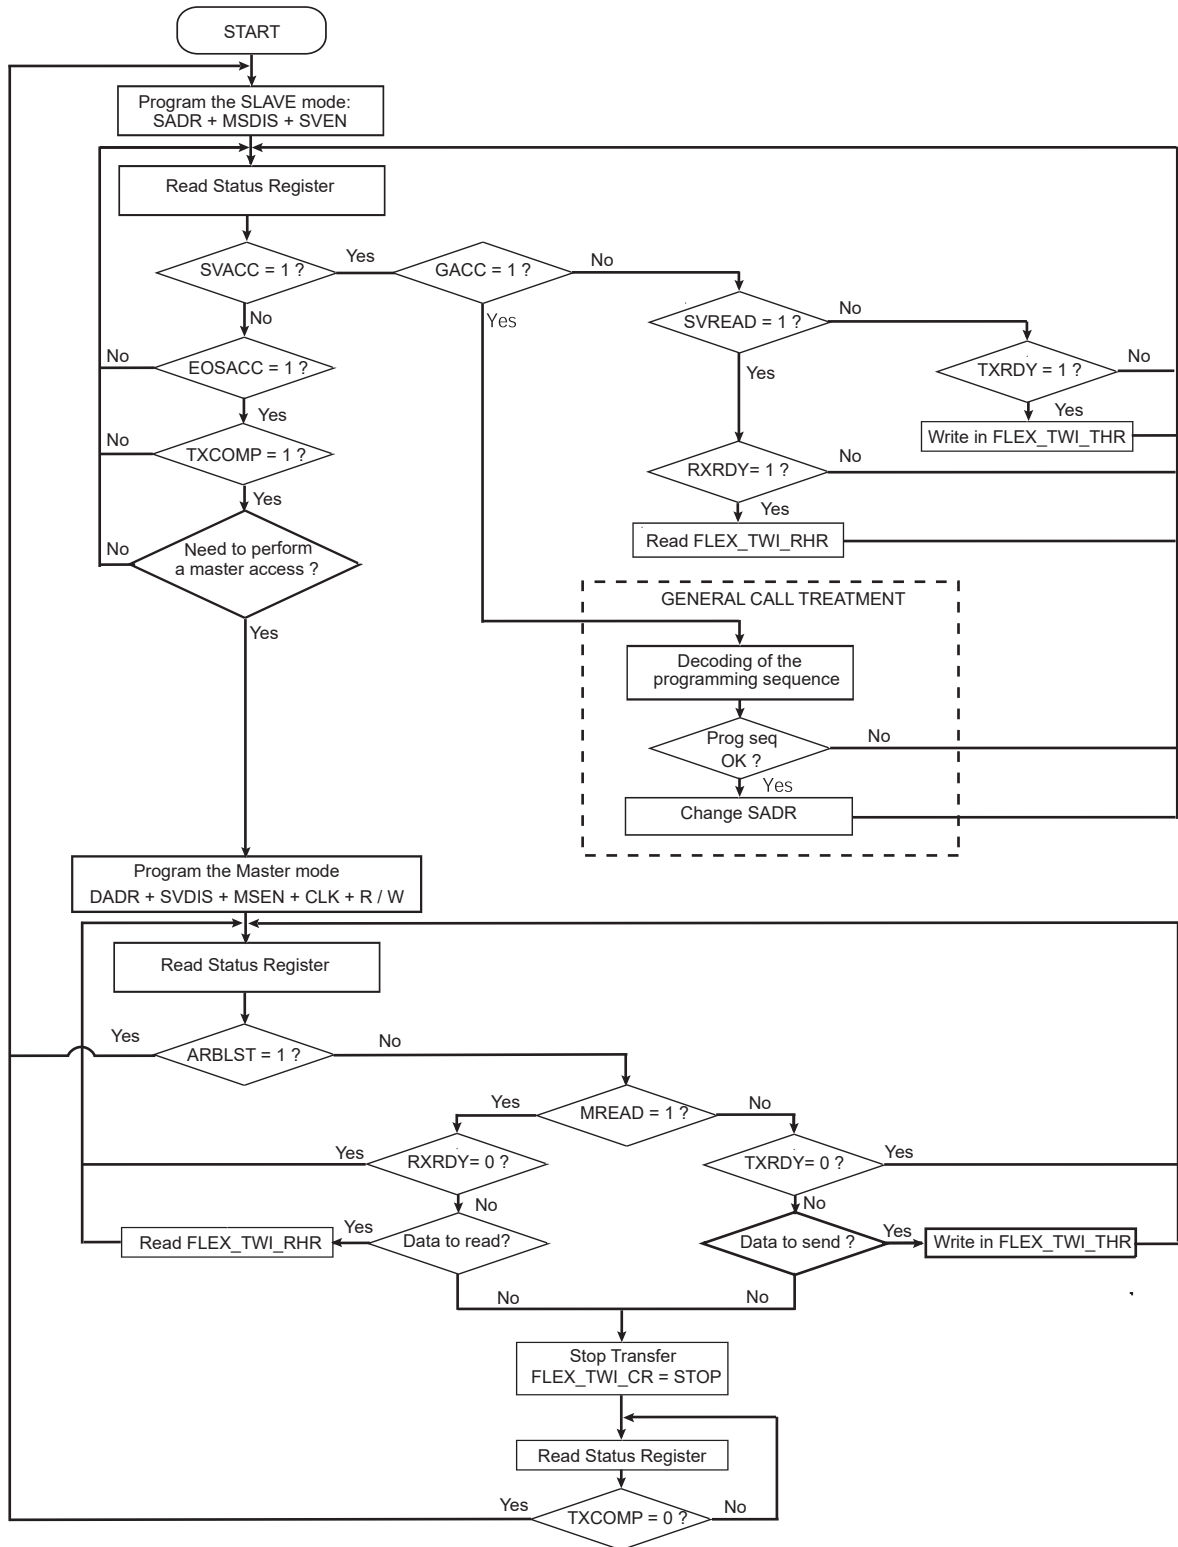 START
Program the SLAVE mode:
SADR + MSDIS + SVEN
Read Status Register
SVACC = 1 ?
Yes
GACC = 1 ?
No
No
Yes
SVREAD = 1 ?
No
Yes
TXRDY = 1 ?
No
Yes
Write in FLEX_TWI_THR
No
EOSACC = 1 ?
Yes
No
TXCOMP = 1 ?
Yes
RXRDY= 1 ?
No
Yes
Read FLEX_TWI_RHR
No
Need to perform
a master access ?
Yes
GENERAL CALL TREATMENT
Decoding of the
programming sequence
Prog seq
OK ?
No
Yes
Change SADR
Program the Master mode
DADR + SVDIS + MSEN + CLK + R / W
Read Status Register
Yes
ARBLST = 1 ?
No
Yes
MREAD = 1 ?
No
Yes
RXRDY= 0 ?
No
TXRDY= 0 ?
Yes
No
Read FLEX_TWI_RHR
Yes
Data to read?
Data to send ?
Yes
Write in FLEX_TWI_THR
No
No
Stop Transfer
FLEX_TWI_CR = STOP
Read Status Register
Yes
TXCOMP = 0 ?
No